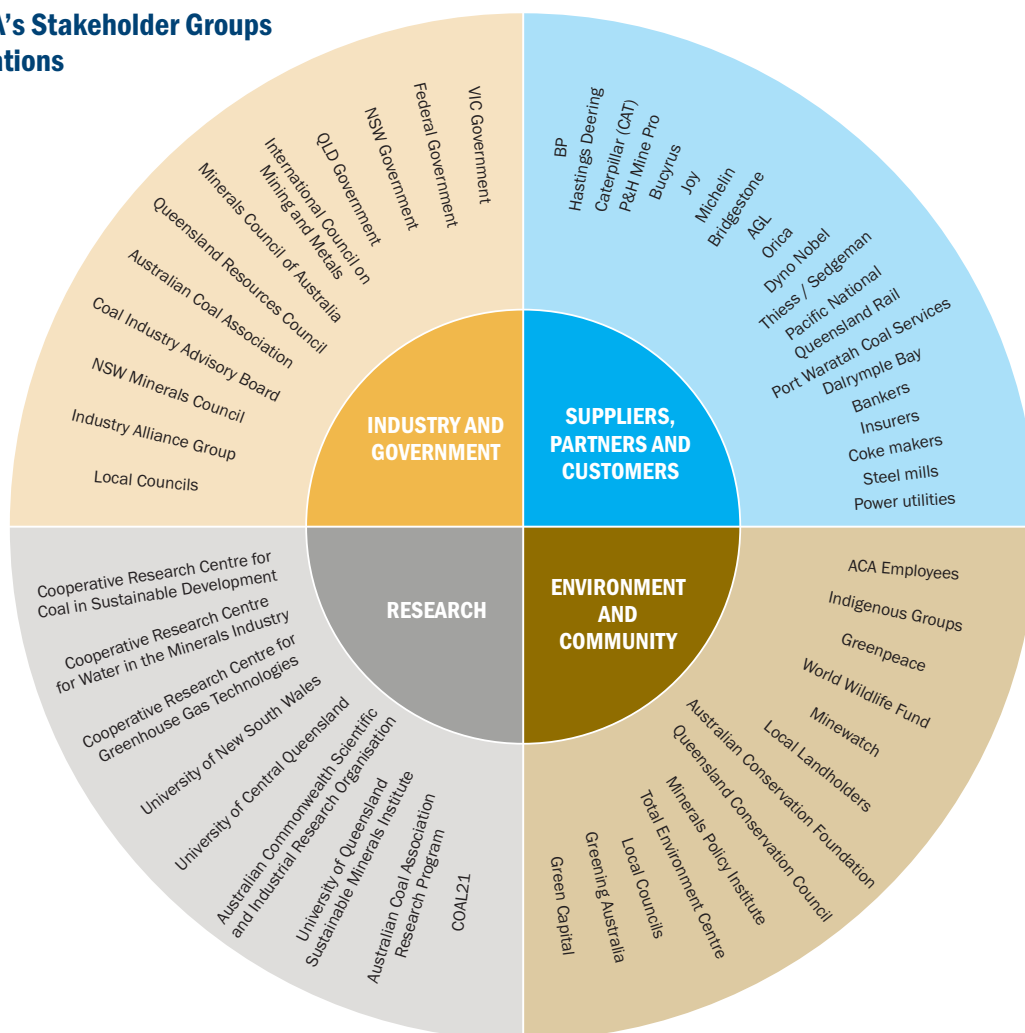 A's Stakeholder Groups
ations
INDUSTRY AND
GOVERNMENT
Local Councils
Industry Alliance Group
NSW Minerals Council
Coal Industry Advisory Board
Australian Coal Association
Queensland Resources Council
Minerals Council of Australia
International Council on
Mining and Metals
QLD Government
NSW Government
Federal Government
VIC Government
SUPPLIERS,
PARTNERS AND
CUSTOMERS
BP
Hastings Deering
Caterpillar (CAT)
P&H Mine Pro
Bucyrus
Joy
Michelin
Bridgestone
AGL
Orica
Dyno Nobel
Thiess / Sedgeman
Pacific National
Queensland Rail
Port Waratah Coal Services
Dalrymple Bay
Bankers
Insurers
Coke makers
Steel mills
Power utilities
RESEARCH
Cooperative Research Centre for
Coal in Sustainable Development
Cooperative Research Centre
for Water in the Minerals Industry
Cooperative Research Centre for
Greenhouse Gas Technologies
University of New South Wales
University of Central Queensland
Australian Commonwealth Scientific
and Industrial Research Organisation
University of Queensland
Sustainable Minerals Institute
Australian Coal Association
Research Program
COAL21
ENVIRONMENT
AND
COMMUNITY
ACA Employees
Indigenous Groups
Greenpeace
World Wildlife Fund
Minewatch
Local Landholders
Australian Conservation Foundation
Queensland Conservation Council
Minerals Policy Institute
Total Environment Centre
Local Councils
Greening Australia
Green Capital